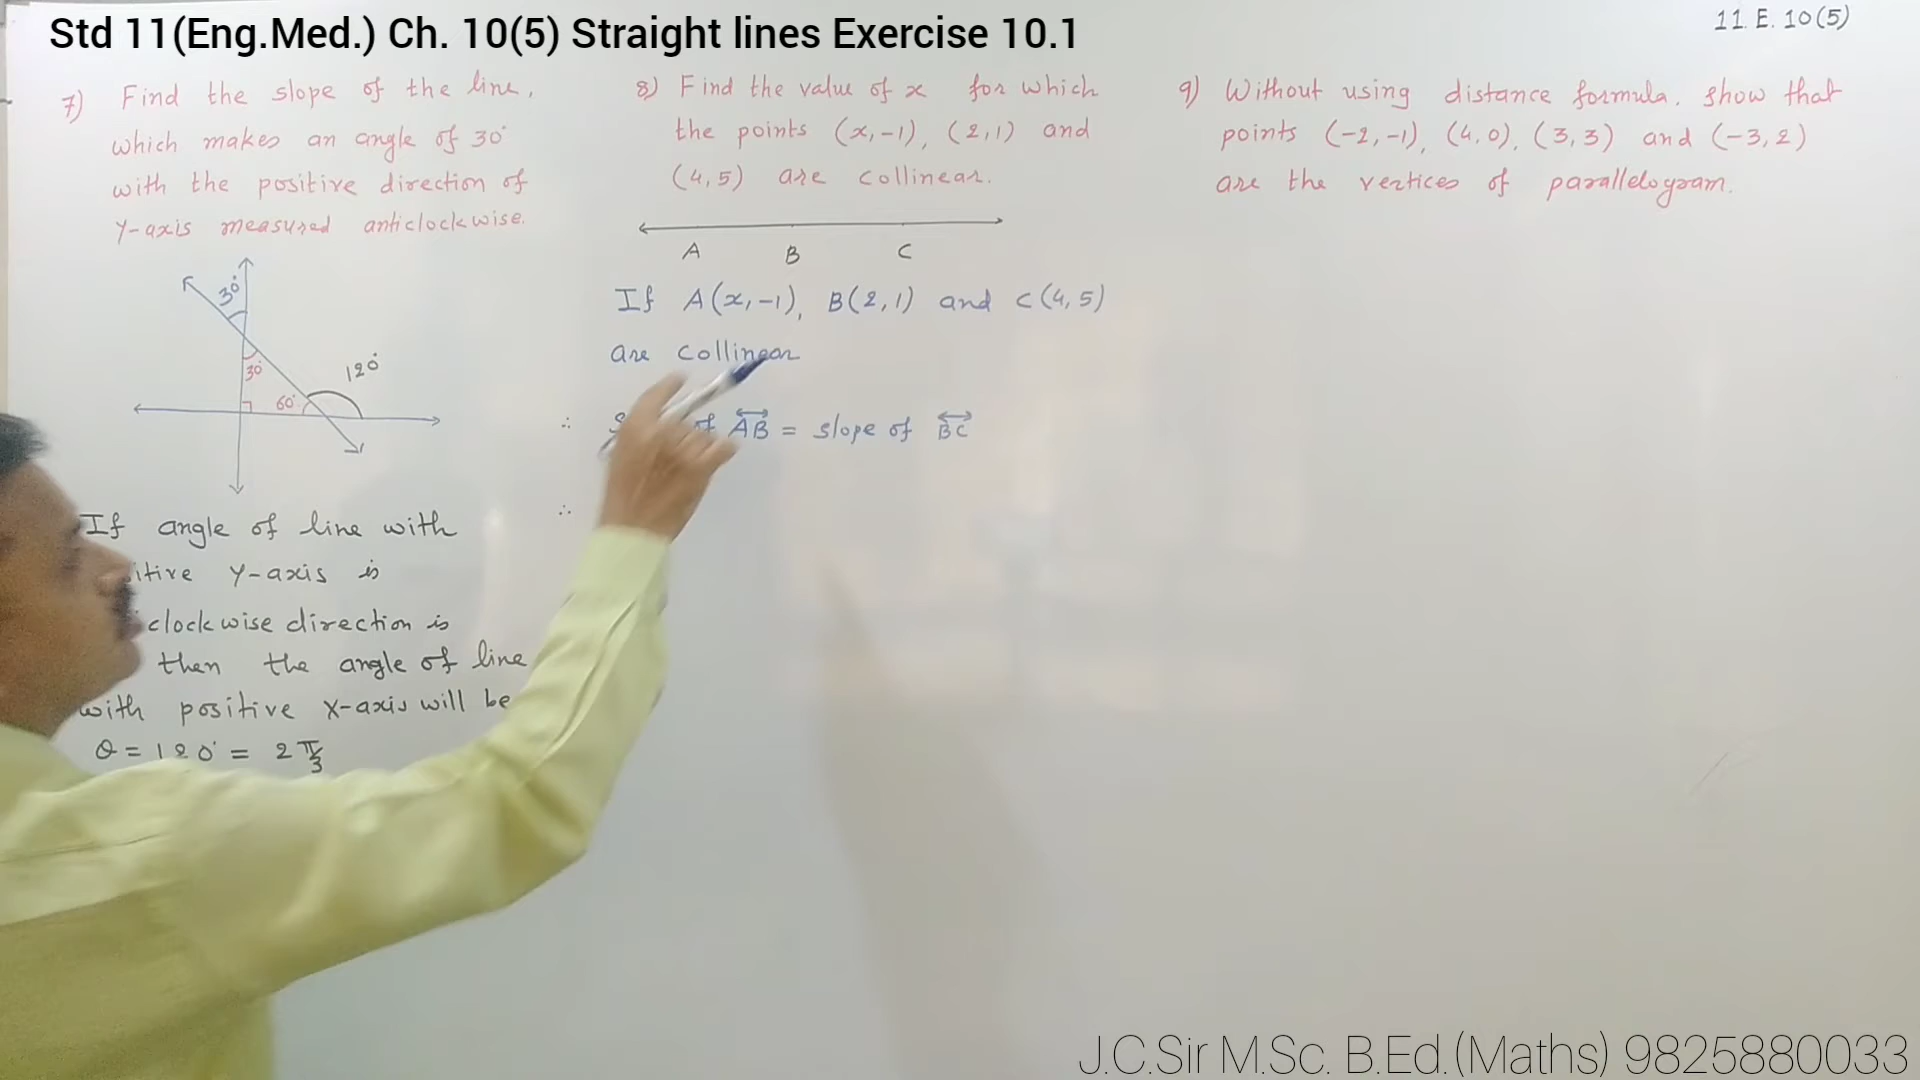 Std 11(Eng.Med.) Ch. 10(5) Straight lines Exercise 10.1
11. E. 10(5)
7) Find the slope of the line,
which makes an angle of 30°
with the positive direction of
Y-axis measured anticlockwise.
30°
30°
60°
120°
If angle of line with
itive Y-axis is
clockwise direction is
then the angle of line
with positive X-axis will be
θ = 120° = 2π/3
8) Find the value of x for which
the points (x,-1), (2,1) and
(4,5) are collinear.
A B C
If A(x,-1), B(2,1) and C(4,5)
are collinear
∴ of AB = slope of BC
∴
9) Without using distance formula, show that
points (-2,-1), (4,0), (3,3) and (-3,2)
are the vertices of parallelogram.
J.C.Sir M.Sc. B.Ed.(Maths) 9825880033